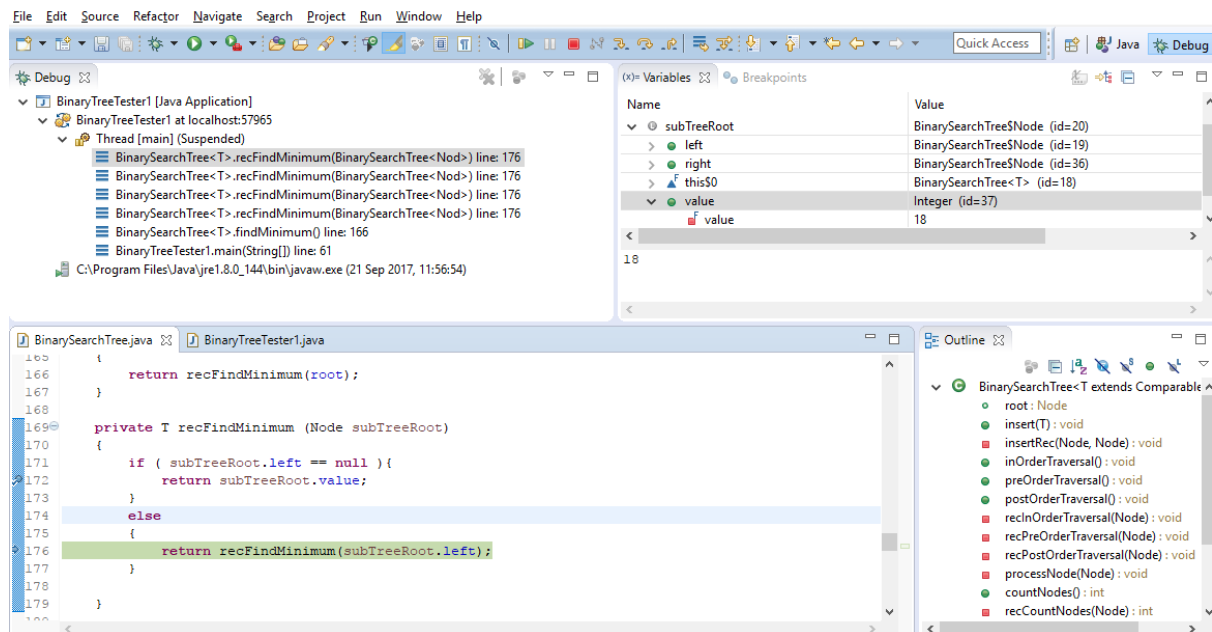 File Edit Source Refactor Navigate Search Project Run Window Help
Quick Access Java Debug
Debug
BinaryTreeTester1 [Java Application]
BinaryTreeTester1 at localhost:57965
Thread [main] (Suspended)
BinarySearchTree<T>.recFindMinimum(BinarySearchTree<Nod>) line: 176
BinarySearchTree<T>.recFindMinimum(BinarySearchTree<Nod>) line: 176
BinarySearchTree<T>.recFindMinimum(BinarySearchTree<Nod>) line: 176
BinarySearchTree<T>.recFindMinimum(BinarySearchTree<Nod>) line: 176
BinarySearchTree<T>.findMinimum() line: 166
BinaryTreeTester1.main(String[]) line: 61
C:\Program Files\Java\jre1.8.0_144\bin\javaw.exe (21 Sep 2017, 11:56:54)
(x)= Variables Breakpoints
Name Value
subTreeRoot BinarySearchTree$Node (id=20)
left BinarySearchTree$Node (id=19)
right BinarySearchTree$Node (id=36)
this$0 BinarySearchTree<T> (id=18)
value Integer (id=37)
value 18
18
BinarySearchTree.java BinaryTreeTester1.java
165 {
166 return recFindMinimum(root);
167 }
168
169 private T recFindMinimum (Node subTreeRoot)
170 {
171 if ( subTreeRoot.left == null ){
172 return subTreeRoot.value;
173 }
174 else
175 {
176 return recFindMinimum(subTreeRoot.left);
177 }
178
179 }
Outline
BinarySearchTree<T extends Comparable
root : Node
insert(T) : void
insertRec(Node, Node) : void
inOrderTraversal() : void
preOrderTraversal() : void
postOrderTraversal() : void
recInOrderTraversal(Node) : void
recPreOrderTraversal(Node) : void
recPostOrderTraversal(Node) : void
processNode(Node) : void
countNodes() : int
recCountNodes(Node) : int